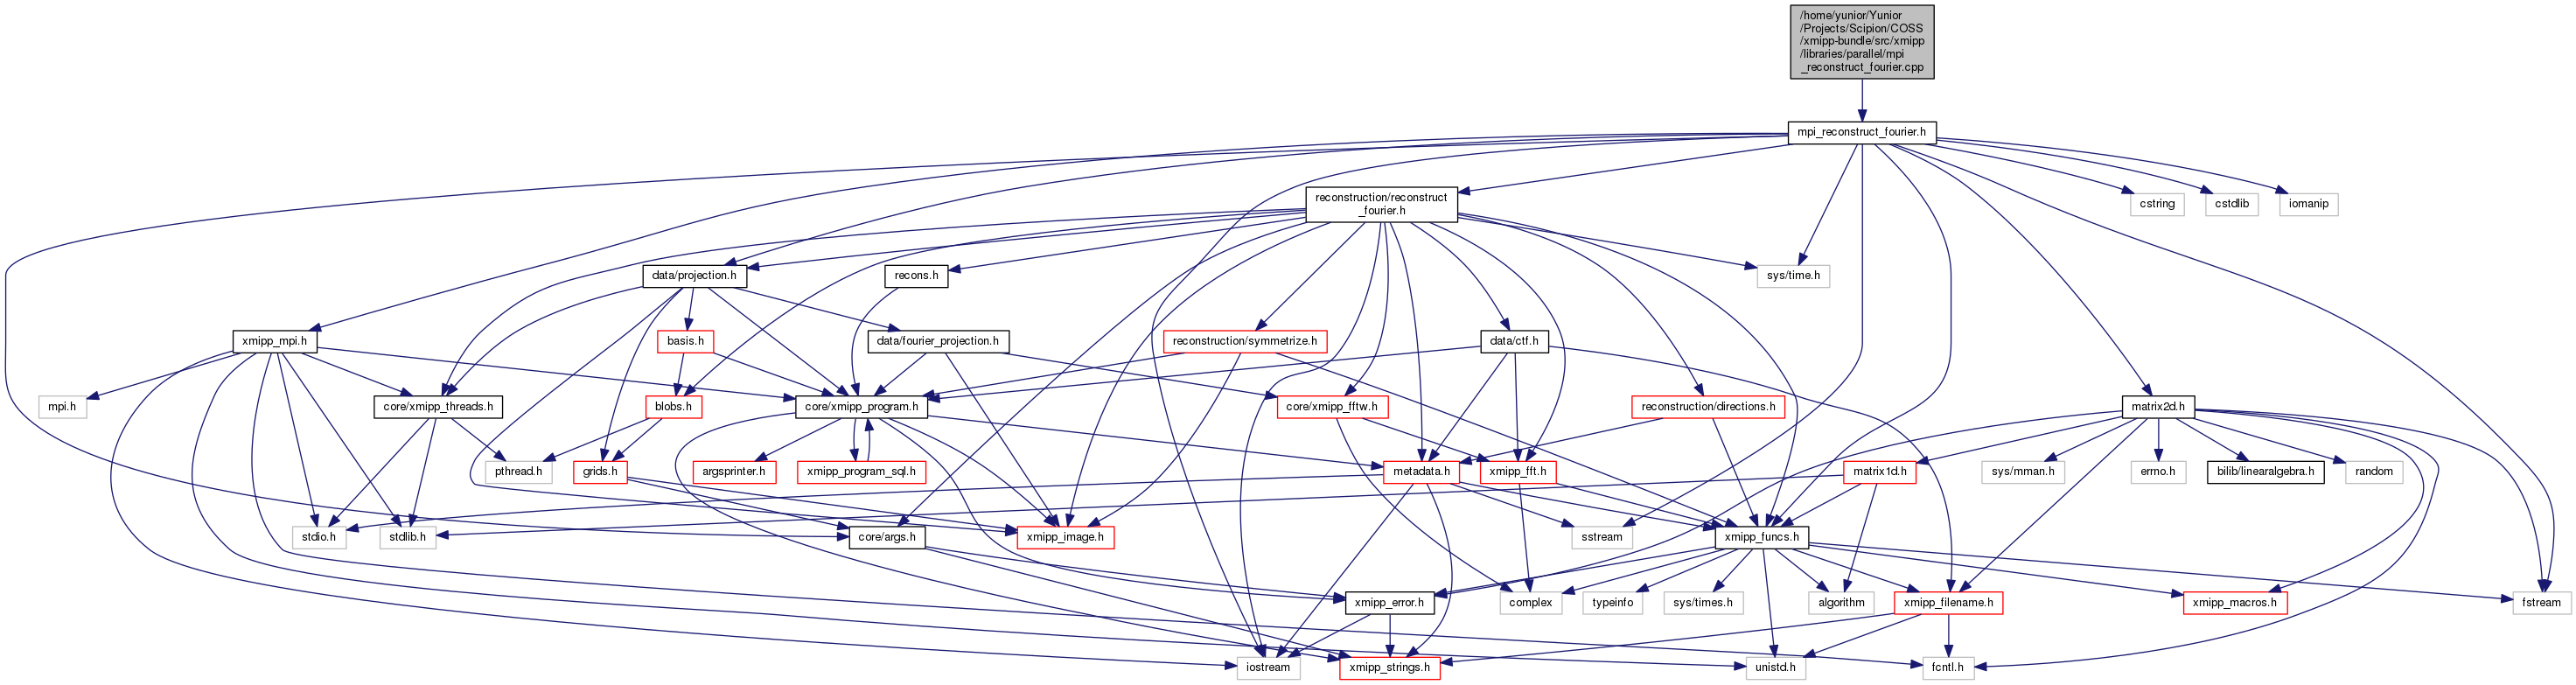 /home/yunior/Yunior
/Projects/Scipion/COSS
/xmipp-bundle/src/xmipp
/libraries/parallel/mpi
_reconstruct_fourier.cpp
mpi_reconstruct_fourier.h
reconstruction/reconstruct
_fourier.h
cstring
cstdlib
iomanip
data/projection.h
recons.h
sys/time.h
xmipp_mpi.h
basis.h
data/fourier_projection.h
reconstruction/symmetrize.h
data/ctf.h
mpi.h
core/xmipp_threads.h
blobs.h
core/xmipp_program.h
core/xmipp_fftw.h
reconstruction/directions.h
matrix2d.h
pthread.h
grids.h
argsprinter.h
xmipp_program_sql.h
metadata.h
xmipp_fft.h
matrix1d.h
sys/mman.h
errno.h
bilib/linearalgebra.h
random
stdio.h
stdlib.h
core/args.h
xmipp_image.h
sstream
xmipp_funcs.h
xmipp_error.h
complex
typeinfo
sys/times.h
algorithm
xmipp_filename.h
xmipp_macros.h
fstream
iostream
xmipp_strings.h
unistd.h
fcntl.h